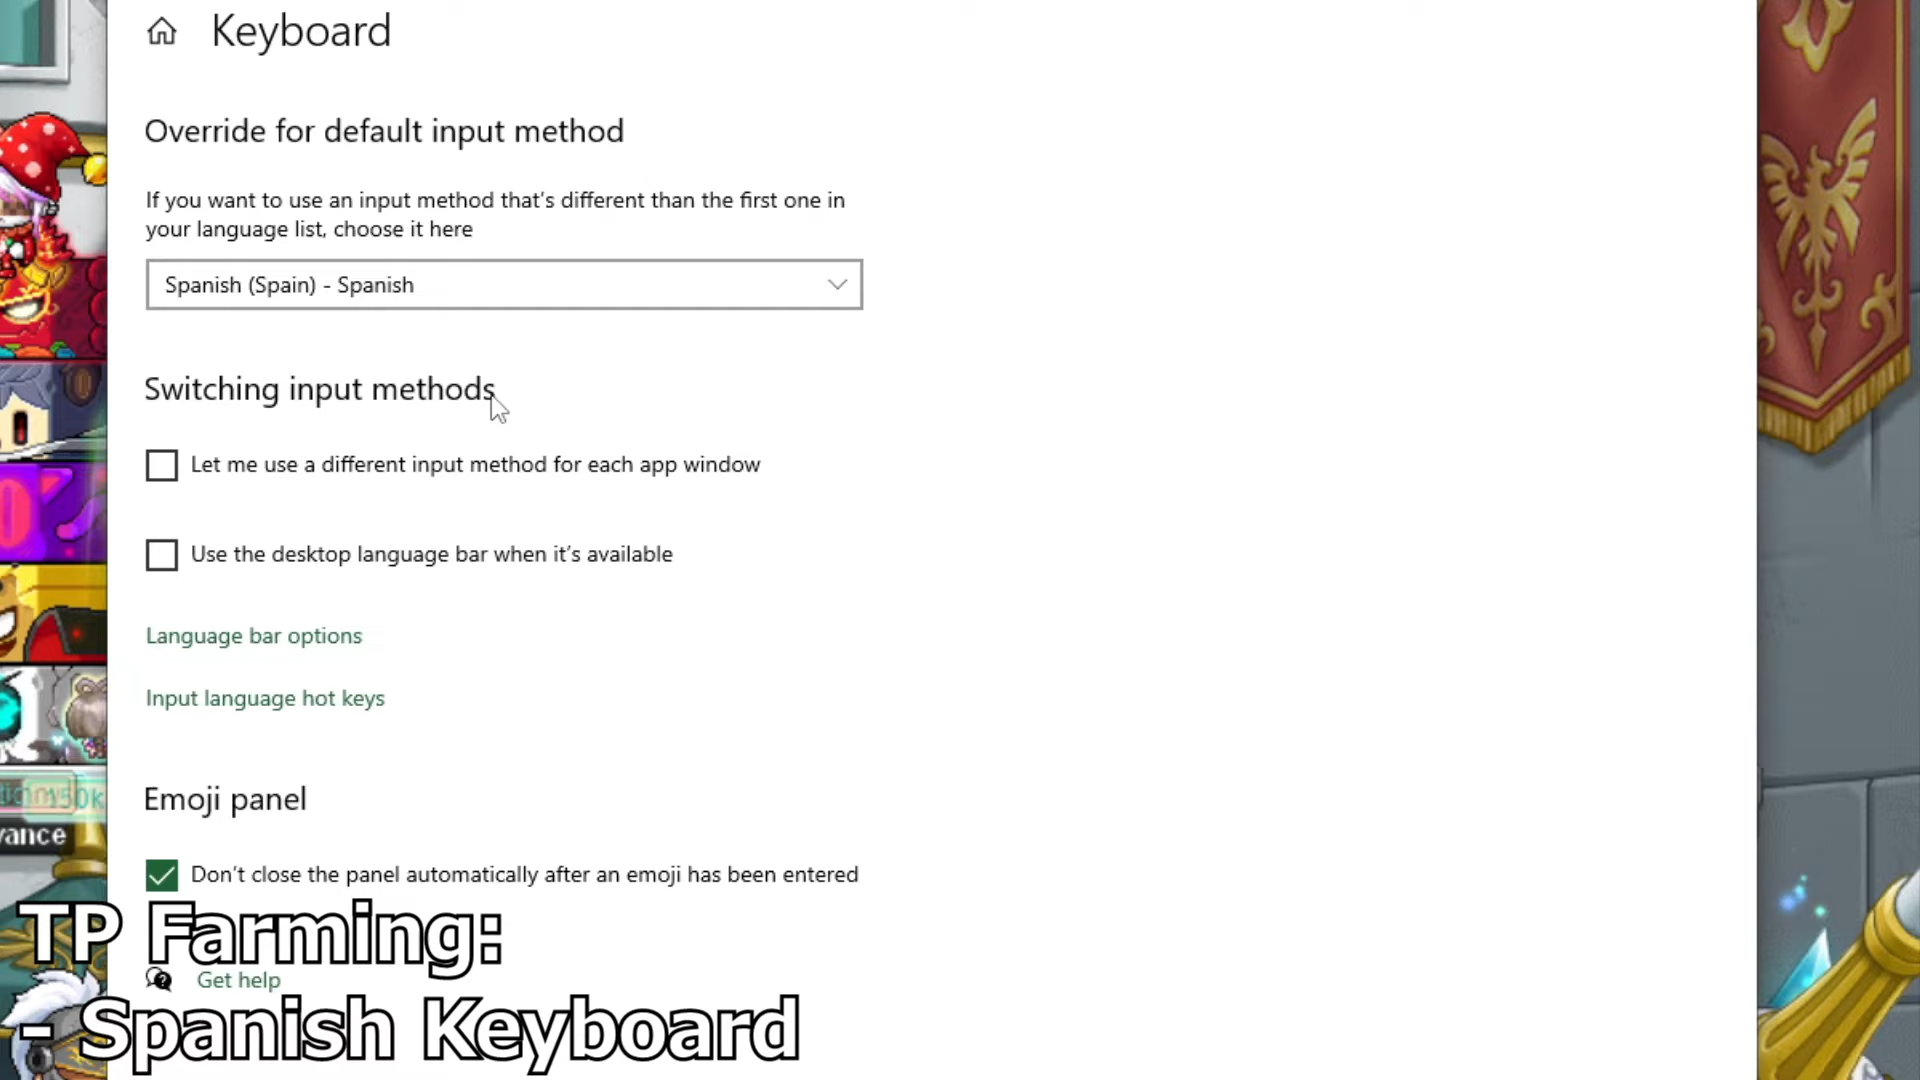 Keyboard
Override for default input method
If you want to use an input method that's different than the first one in
your language list, choose it here
Spanish (Spain) - Spanish
Switching input methods
Let me use a different input method for each app window
Use the desktop language bar when it's available
Language bar options
Input language hot keys
50k
vance
Emoji panel
Don't close the panel automatically after an emoji has been entered
TP Farming:
Get help
- Spanish Keyboard